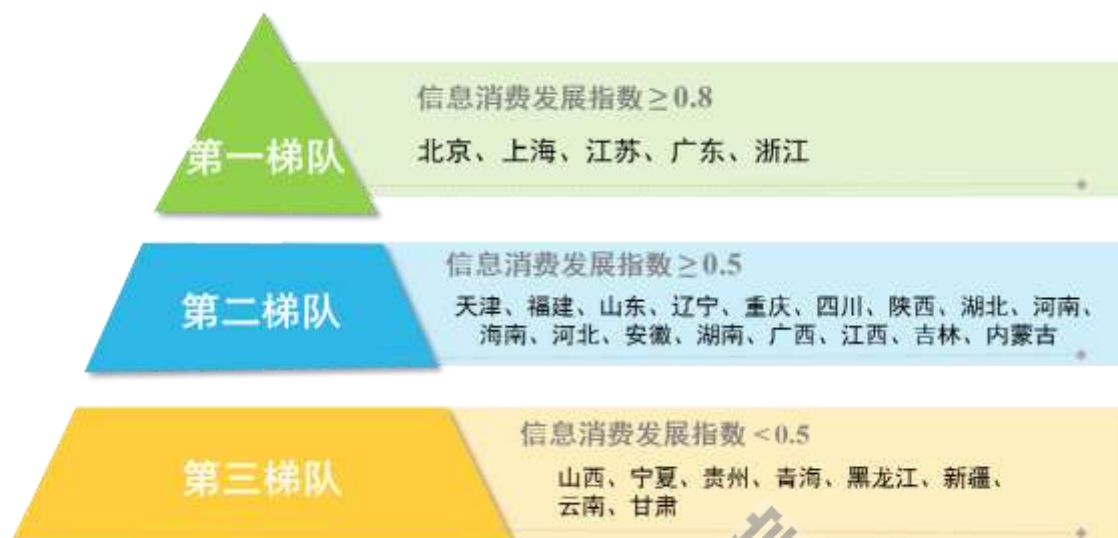 信息消费发展指数≥0.8
第一梯队
北京、上海、江苏、广东、浙江
信息消费发展指数≥0.5
第二梯队
天津、福建、山东、辽宁、重庆、四川、陕西、湖北、河南、
海南、河北、安徽、湖南、广西、江西、吉林、内蒙古
信息消费发展指数<0.5
第三梯队
山西、宁夏、贵州、青海、黑龙江、新疆、
云南、甘肃